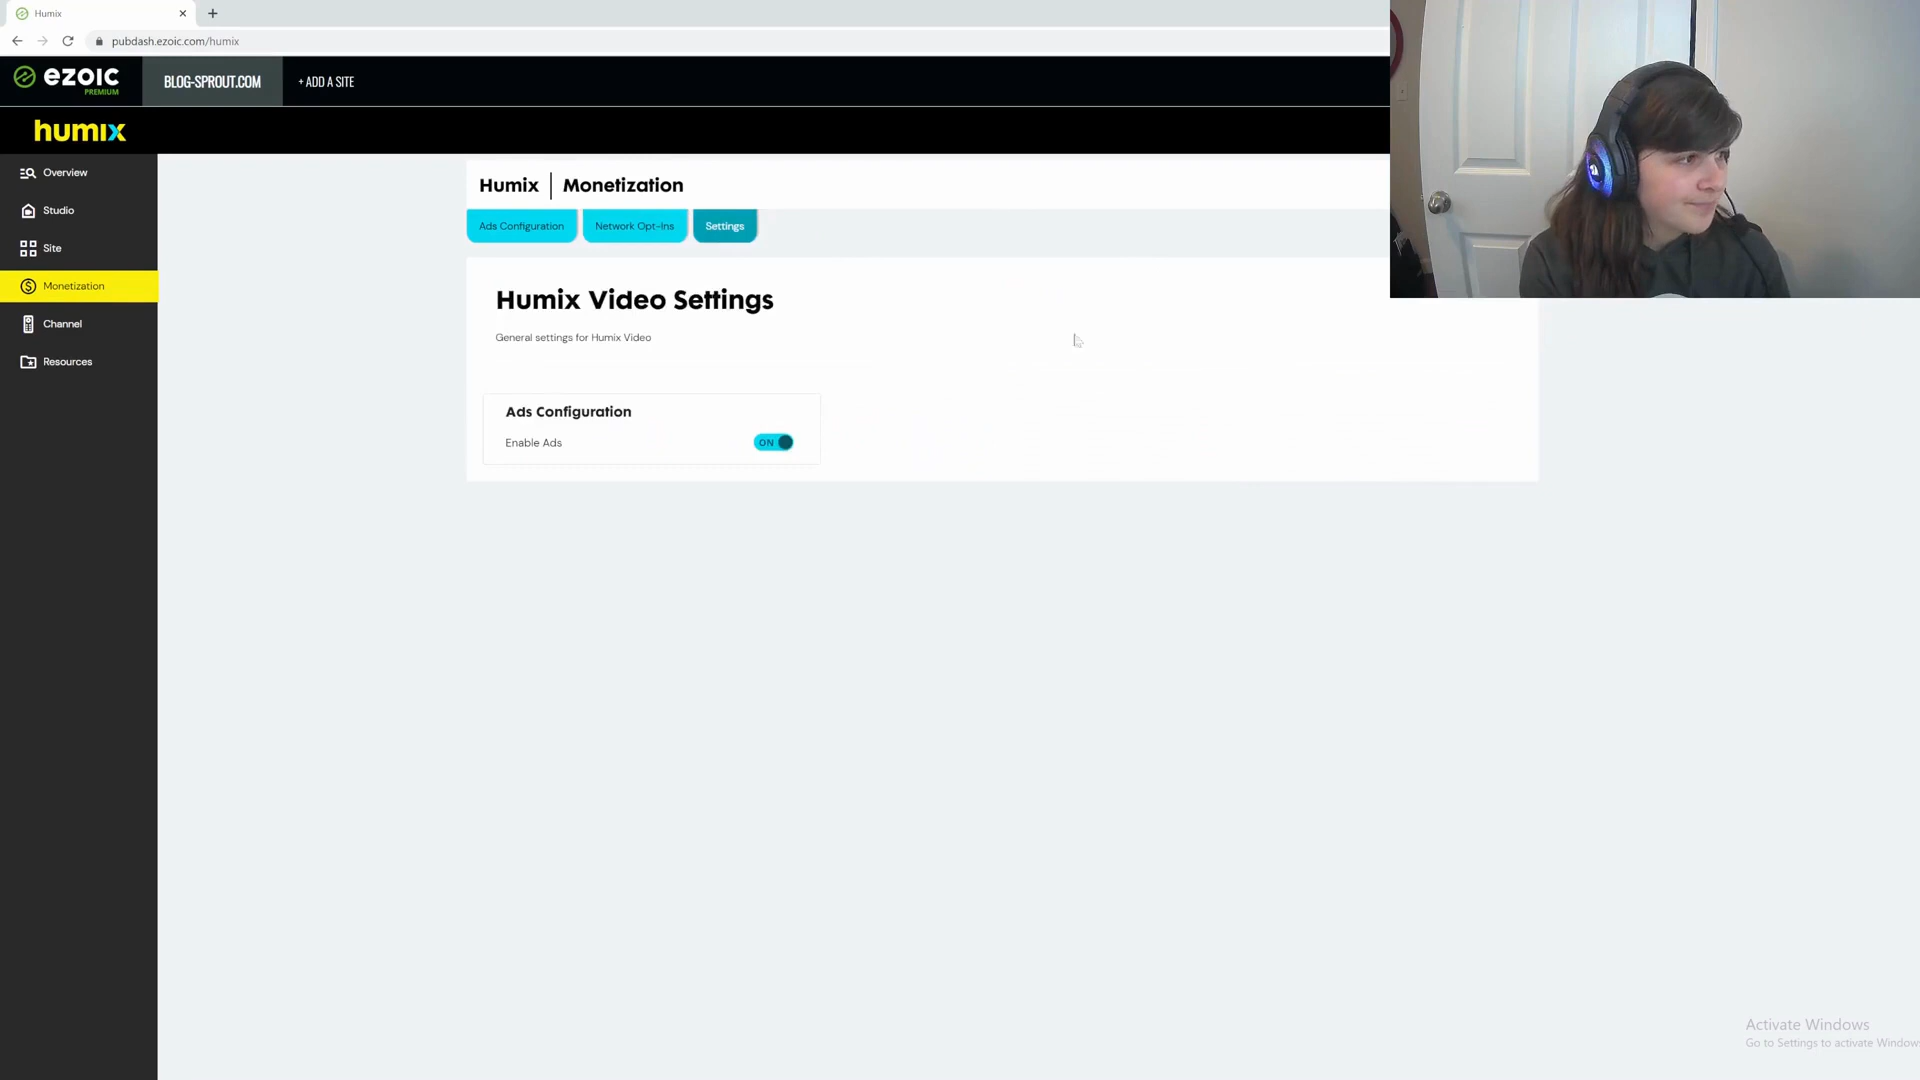 Humix
pubdash.ezoic.com/humix
ezoic
PREMIUM
BLOG-SPROUT.COM
+ ADD A SITE
humix
Overview
Studio
Site
Monetization
Channel
Resources
Humix | Monetization
Ads Configuration
Network Opt-Ins
Settings
Humix Video Settings
General settings for Humix Video
Ads Configuration
Enable Ads
ON
Activate Windows
Go to Settings to activate Windows